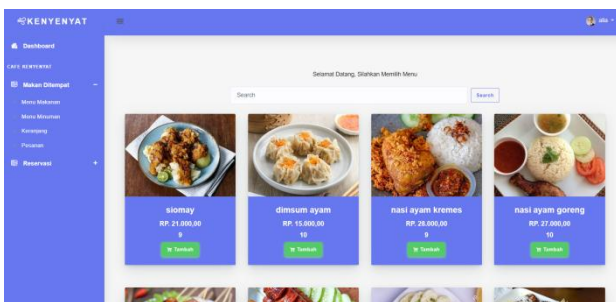 KENYENYAT
Dashboard
CAFE KENYENYAT
Makan Ditempat
Menu Makanan
Menu Minuman
Keranjang
Pesanan
Reservasi
Selamat Datang, Silahkan Memilih Menu
Search
Search
siomay
RP. 21.000,00
9
Tambah
dimsum ayam
RP. 15.000,00
10
Tambah
nasi ayam kremes
RP. 28.000,00
9
Tambah
nasi ayam goreng
RP. 27.000,00
10
Tambah